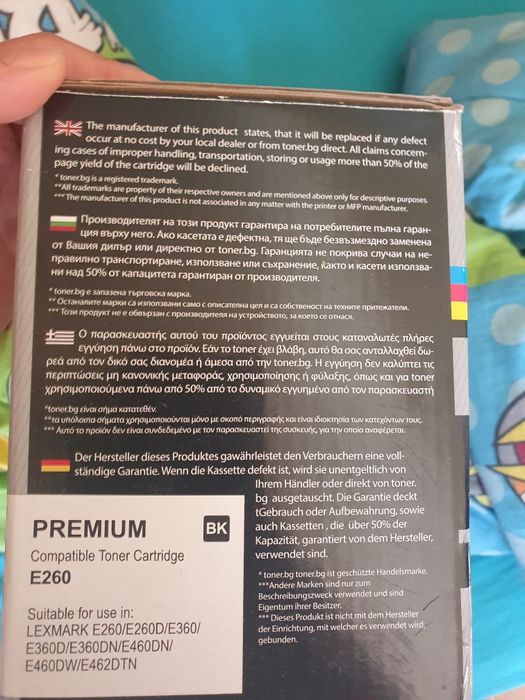 The manufacturer of this product states, that it will be replaced if any defect
occur at no cost by your local dealer or from toner.bg direct. All claims concern-
ing cases of improper handling, transportation, storing or usage more than 50% of the
page yield of the cartridge will be declined.
* toner.bg is a registered trademark.
**All trademarks are property of their respective owners and are mentioned above only for descriptive purposes.
***The manufacturer of this product is not associated in any matter with the printer or MFP manufacturer.
Производителят на този продукт гарантира на потребителите пълна гаран-
ция върху него. Ако касетата е дефектна, тя ще бъде безвъзмездно заменена
от Вашия дилър или директно от toner.bg. Гаранцията не покрива случаи на не-
правилно транспортиране, използване или съхранение, както и касети използва-
ни над 50% от капацитета гарантиран от производителя.
* toner.bg е запазена търговска марка.
** Останалите марки са използвани само с описателна цел и са собственост на техните притежатели.
*** Този продукт не е обвързан с производителя на устройството, за което се отнася.
Ο παρασκευαστής αυτού του προϊόντος εγγυείται στους καταναλωτές πλήρες
εγγύηση πάνω στο προϊόν. Εάν το toner έχει βλάβη, αυτό θα σας ανταλλαχθεί δω-
ρεά από τον δικό σας διανομέα ή άμεσα από την toner.bg. Η εγγύηση δεν καλύπτει τις
περιπτώσεις μη κανονικής μεταφοράς, χρησιμοποίησης ή φύλαξης, όπως και για toner
χρησιμοποιούμενα πάνω από 50% από το δυναμικό εγγυημένο από τον παρασκευαστή
*toner.bg είναι σήμα κατατεθέν.
**τα υπόλοιπα σήματα χρησιμοποιούνται μόνο με σκοπό περιγραφής και είναι ιδιοκτησία των κατεχόντων τους.
*** Αυτό το προϊόν δεν είναι συνδεδεμένο με τον παρασκευαστεί της συσκευής, για την οποία αναφέρεται.
Der Hersteller dieses Produktes gewährleistet den Verbrauchern eine voll-
ständige Garantie. Wenn die Kassette defekt ist, wird sie unentgeltlich von
Ihrem Händler oder direkt von toner.
bg ausgetauscht. Die Garantie deckt
tGebrauch oder Aufbewahrung, sowie
auch Kassetten , die über 50% der
Kapazität, garantiert von dem Hersteller,
verwendet sind.
* toner.bg toner.bg ist geschützte Handelsmarke.
***Andere Marken sind nur zum
Beschreibungszweck verwendet und sind
Eigentum ihrer Besitzer.
*** Dieses Produkt ist nicht mit dem Hersteller
der Einrichtung, mit welcher es verwendet wird,
gebunden.
PREMIUM
BK
Compatible Toner Cartridge
E260
Suitable for use in:
LEXMARK E260/E260D/E360/
E360D/E360DN/E460DN/
E460DW/E462DTN